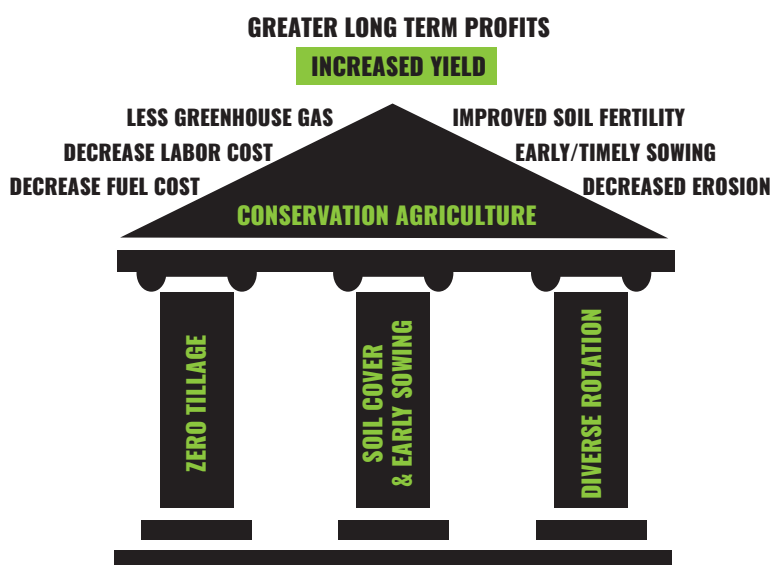 GREATER LONG TERM PROFITS
INCREASED YIELD
LESS GREENHOUSE GAS
IMPROVED SOIL FERTILITY
DECREASE LABOR COST
EARLY/TIMELY SOWING
DECREASE FUEL COST
DECREASED EROSION
CONSERVATION AGRICULTURE
ZERO TILLAGE
SOIL COVER
& EARLY SOWING
DIVERSE ROTATION